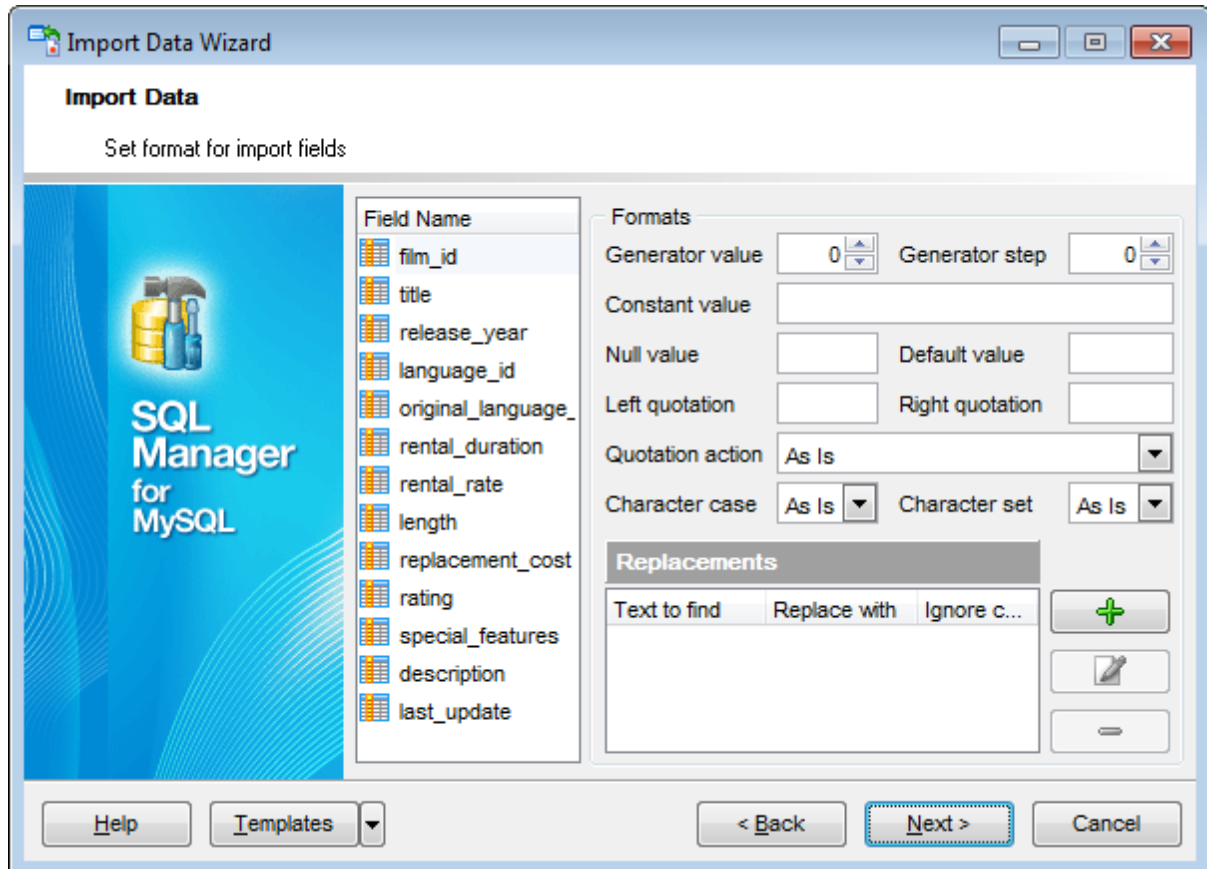 Import Data Wizard
Import Data
Set format for import fields
SQL
Manager
for
MySQL
Field Name
film_id
title
release_year
language_id
original_language_
rental_duration
rental_rate
length
replacement_cost
rating
special_features
description
last_update
Formats
Generator value 0 Generator step 0
Constant value
Null value Default value
Left quotation Right quotation
Quotation action As Is
Character case As Is Character set As Is
Replacements
Text to find Replace with Ignore c...
Help Templates < Back Next > Cancel